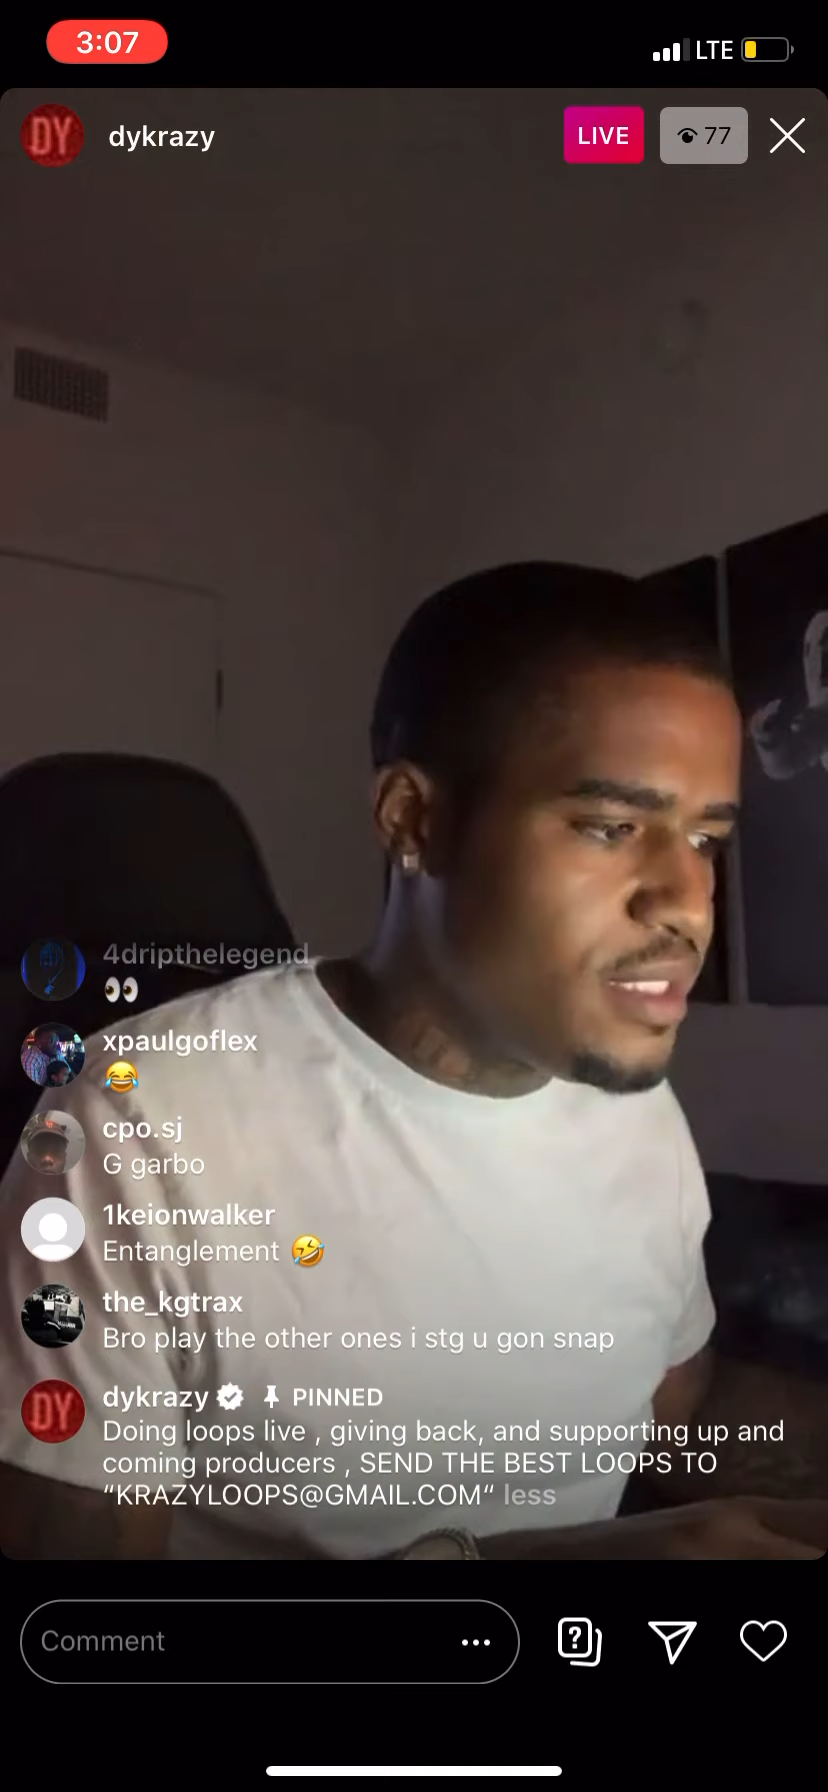 3:07
LTE
DY
dykrazy
LIVE
77
4dripthelegend
👀
xpaulgoflex
😂
cpo.sj
G garbo
1keionwalker
Entanglement 🤣
the_kgtrax
Bro play the other ones i stg u gon snap
DY
dykrazy PINNED
Doing loops live , giving back, and supporting up and
coming producers , SEND THE BEST LOOPS TO
“KRAZYLOOPS@GMAIL.COM“ less
Comment
?